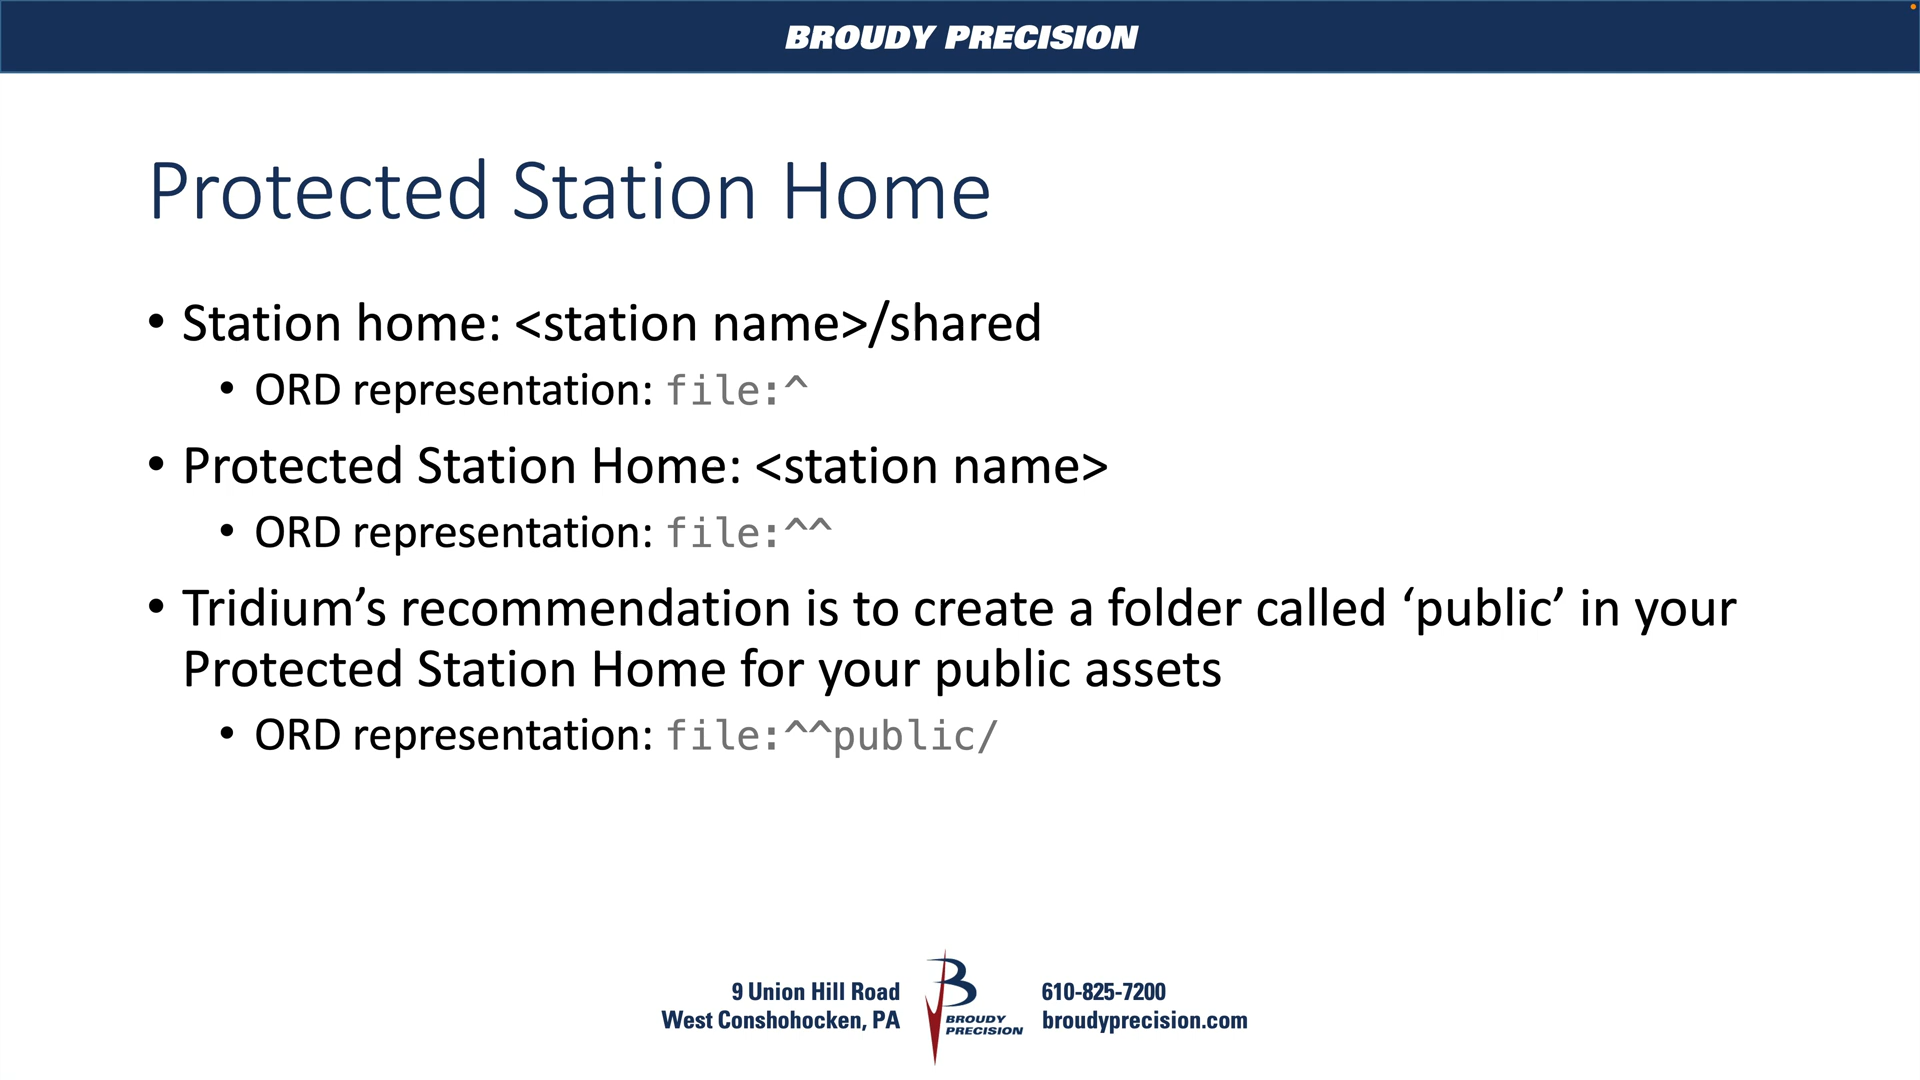 BROUDY PRECISION
Protected Station Home
• Station home: <station name>/shared
• ORD representation: file:^
• Protected Station Home: <station name>
• ORD representation: file:^^
• Tridium’s recommendation is to create a folder called ‘public’ in your
Protected Station Home for your public assets
• ORD representation: file:^^public/
9 Union Hill Road
West Conshohocken, PA
B
BROUDY
PRECISION
610-825-7200
broudyprecision.com